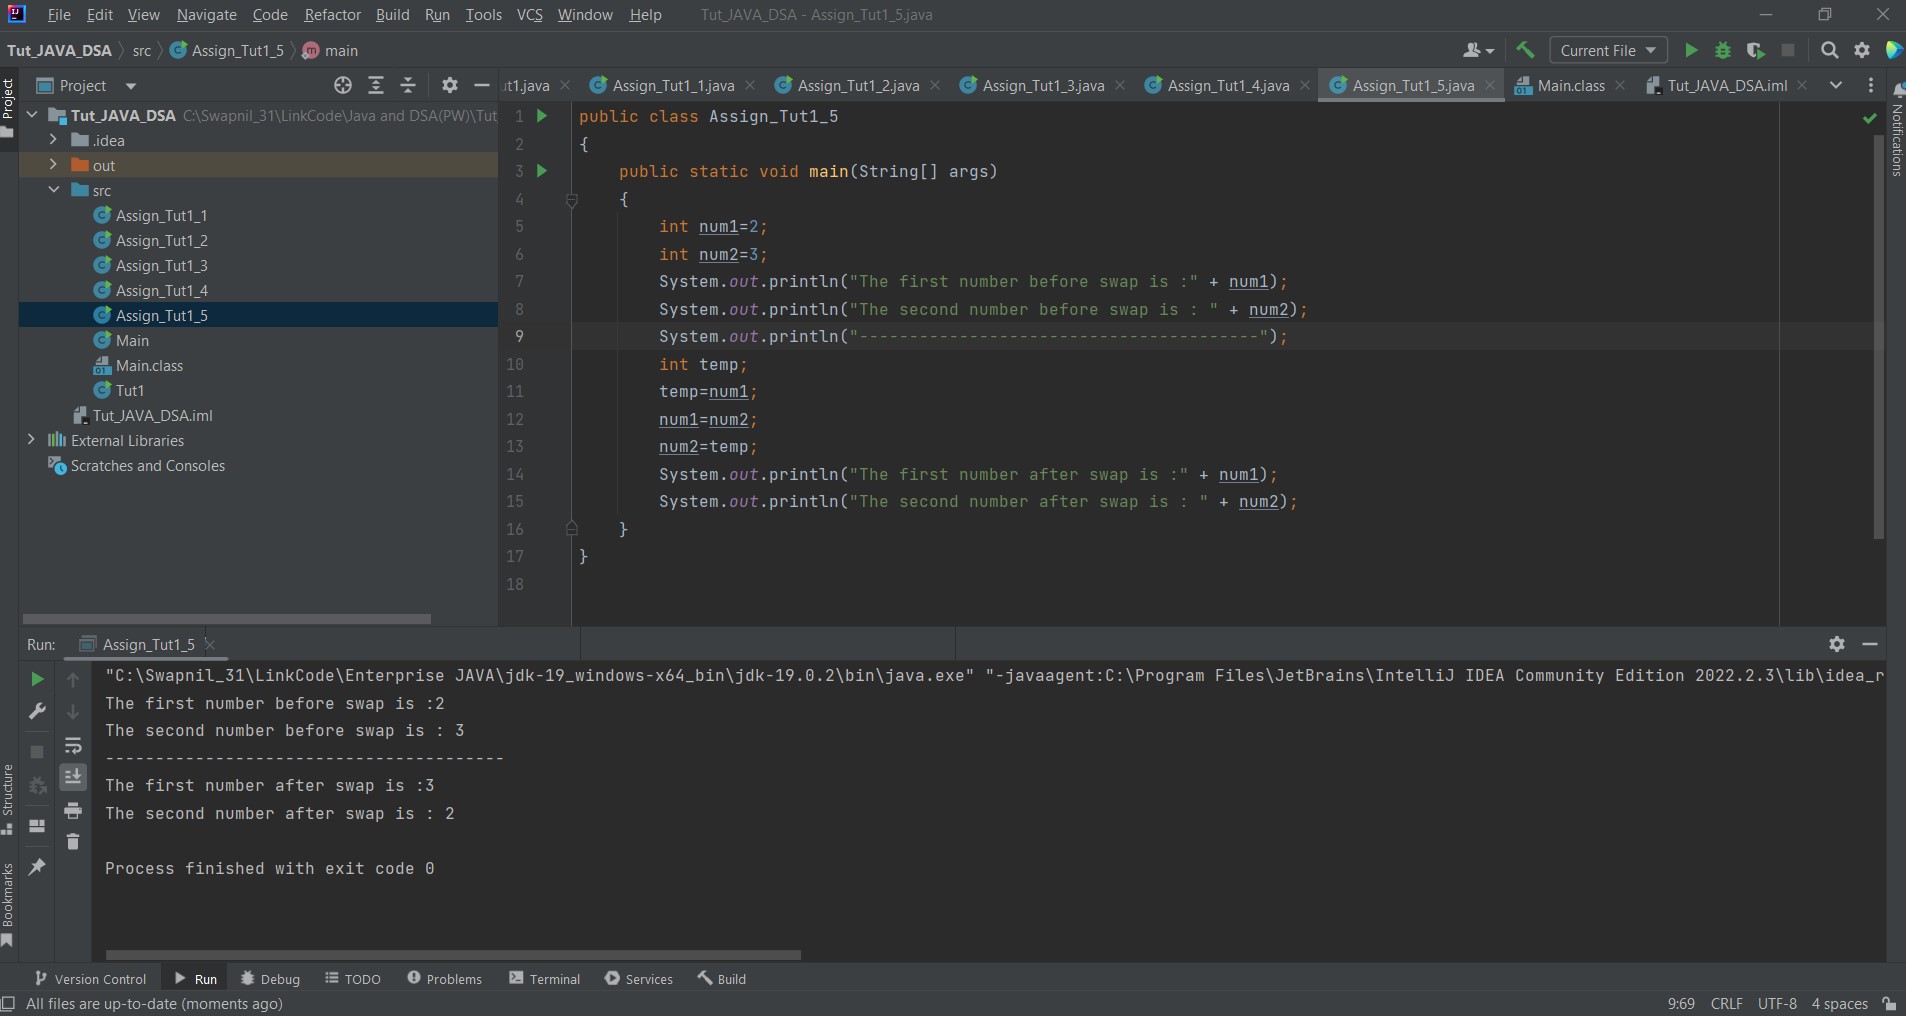 File Edit View Navigate Code Refactor Build Run Tools VCS Window Help Tut_JAVA_DSA - Assign_Tut1_5.java
Tut_JAVA_DSA src Assign_Tut1_5 main Current File
Project
Project
ut1.java Assign_Tut1_1.java Assign_Tut1_2.java Assign_Tut1_3.java Assign_Tut1_4.java Assign_Tut1_5.java Main.class Tut_JAVA_DSA.iml
Notifications
Tut_JAVA_DSA C:\Swapnil_31\LinkCode\Java and DSA(PW)\Tut
.idea
out
src
Assign_Tut1_1
Assign_Tut1_2
Assign_Tut1_3
Assign_Tut1_4
Assign_Tut1_5
Main
Main.class
Tut1
Tut_JAVA_DSA.iml
External Libraries
Scratches and Consoles
1 public class Assign_Tut1_5
2 {
3     public static void main(String[] args)
4     {
5         int num1=2;
6         int num2=3;
7         System.out.println("The first number before swap is :" + num1);
8         System.out.println("The second number before swap is : " + num2);
9         System.out.println("----------------------------------------");
10         int temp;
11         temp=num1;
12         num1=num2;
13         num2=temp;
14         System.out.println("The first number after swap is :" + num1);
15         System.out.println("The second number after swap is : " + num2);
16     }
17 }
18
Run: Assign_Tut1_5
"C:\Swapnil_31\LinkCode\Enterprise JAVA\jdk-19_windows-x64_bin\jdk-19.0.2\bin\java.exe" "-javaagent:C:\Program Files\JetBrains\IntelliJ IDEA Community Edition 2022.2.3\lib\idea_r
The first number before swap is :2
The second number before swap is : 3
----------------------------------------
The first number after swap is :3
The second number after swap is : 2
Process finished with exit code 0
Structure
Bookmarks
Version Control Run Debug TODO Problems Terminal Services Build
All files are up-to-date (moments ago) 9:69 CRLF UTF-8 4 spaces